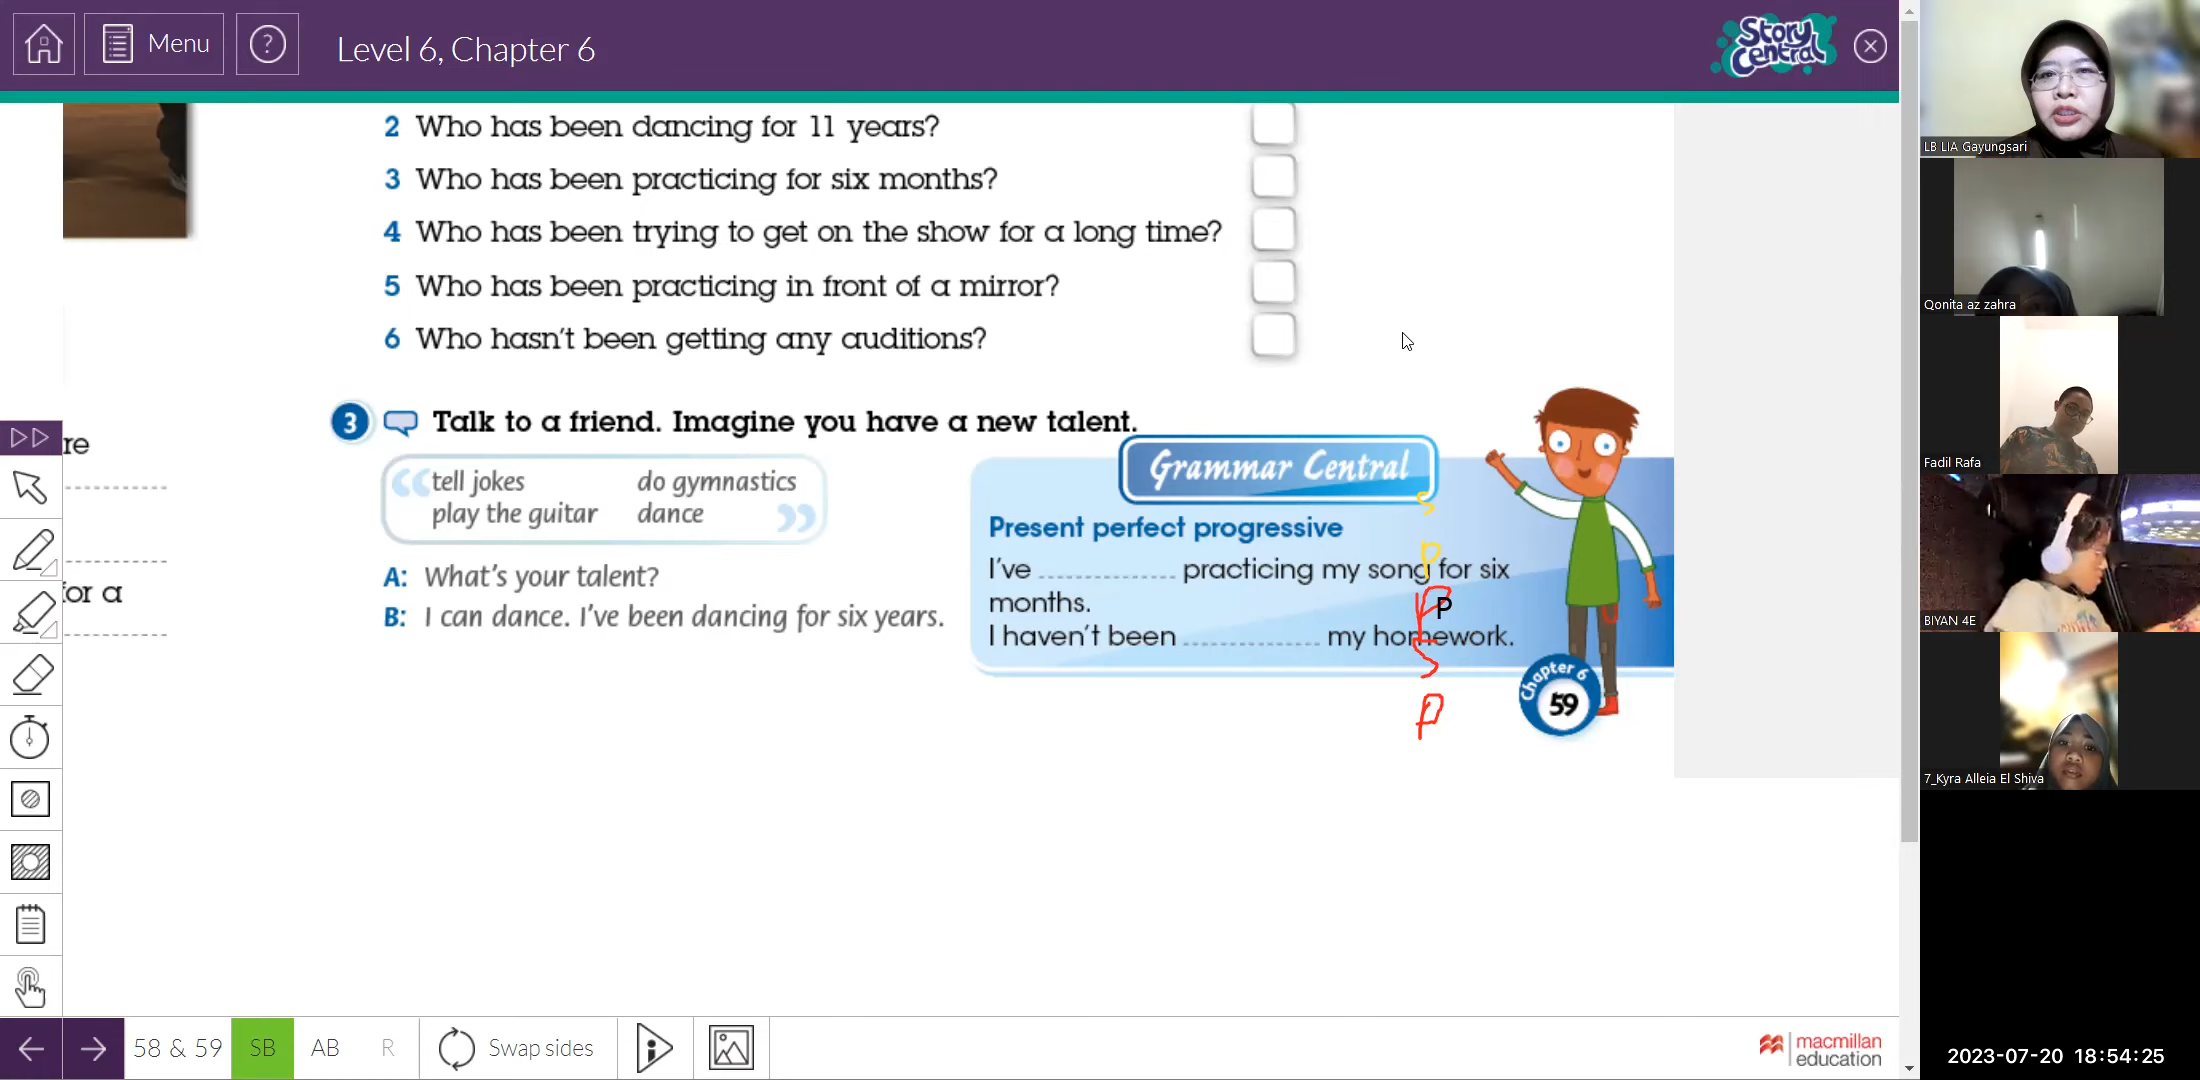 Menu
?
Level 6, Chapter 6
Story Central
2 Who has been dancing for 11 years?
3 Who has been practicing for six months?
4 Who has been trying to get on the show for a long time?
5 Who has been practicing in front of a mirror?
6 Who hasn't been getting any auditions?
3 Talk to a friend. Imagine you have a new talent.
re
for a
tell jokes do gymnastics
play the guitar dance
A: What's your talent?
B: I can dance. I've been dancing for six years.
Grammar Central
Present perfect progressive
I've .................. practicing my song for six
months.
I haven't been .................. my homework.
S
P
P
P
S
P
Chapter 6
59
58 & 59
SB
AB
R
Swap sides
macmillan
education
LB LIA Gayungsari
Qonita az zahra
Fadil Rafa
BIYAN 4E
7_Kyra Alleia El Shiva
2023-07-20 18:54:25